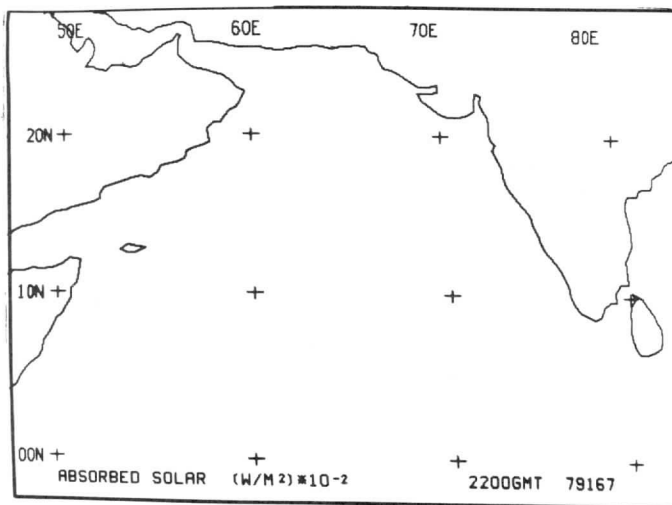 50E 60E 70E 80E
20N
10N
00N
ABSORBED SOLAR (W/M²)*10⁻² 2200GMT 79167